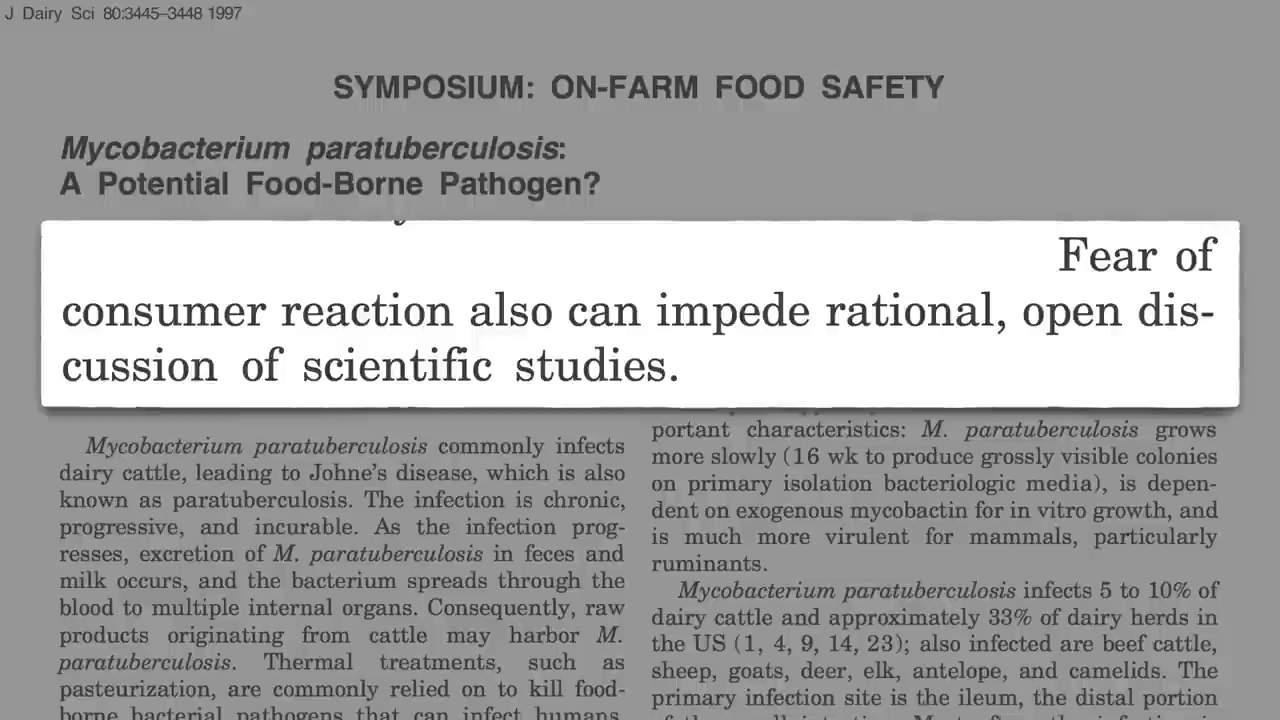 J Dairy Sci 80:3445–3448 1997
SYMPOSIUM: ON-FARM FOOD SAFETY
Mycobacterium paratuberculosis:
A Potential Food-Borne Pathogen?
Fear of
consumer reaction also can impede rational, open dis-
cussion of scientific studies.
Mycobacterium paratuberculosis commonly infects
dairy cattle, leading to Johne's disease, which is also
known as paratuberculosis. The infection is chronic,
progressive, and incurable. As the infection prog-
resses, excretion of M. paratuberculosis in feces and
milk occurs, and the bacterium spreads through the
blood to multiple internal organs. Consequently, raw
products originating from cattle may harbor M.
paratuberculosis. Thermal treatments, such as
pasteurization, are commonly relied on to kill food-
borne bacterial pathogens that can infect humans.
portant characteristics: M. paratuberculosis grows
more slowly (16 wk to produce grossly visible colonies
on primary isolation bacteriologic media), is depen-
dent on exogenous mycobactin for in vitro growth, and
is much more virulent for mammals, particularly
ruminants.
Mycobacterium paratuberculosis infects 5 to 10% of
dairy cattle and approximately 33% of dairy herds in
the US (1, 4, 9, 14, 23); also infected are beef cattle,
sheep, goats, deer, elk, antelope, and camelids. The
primary infection site is the ileum, the distal portion